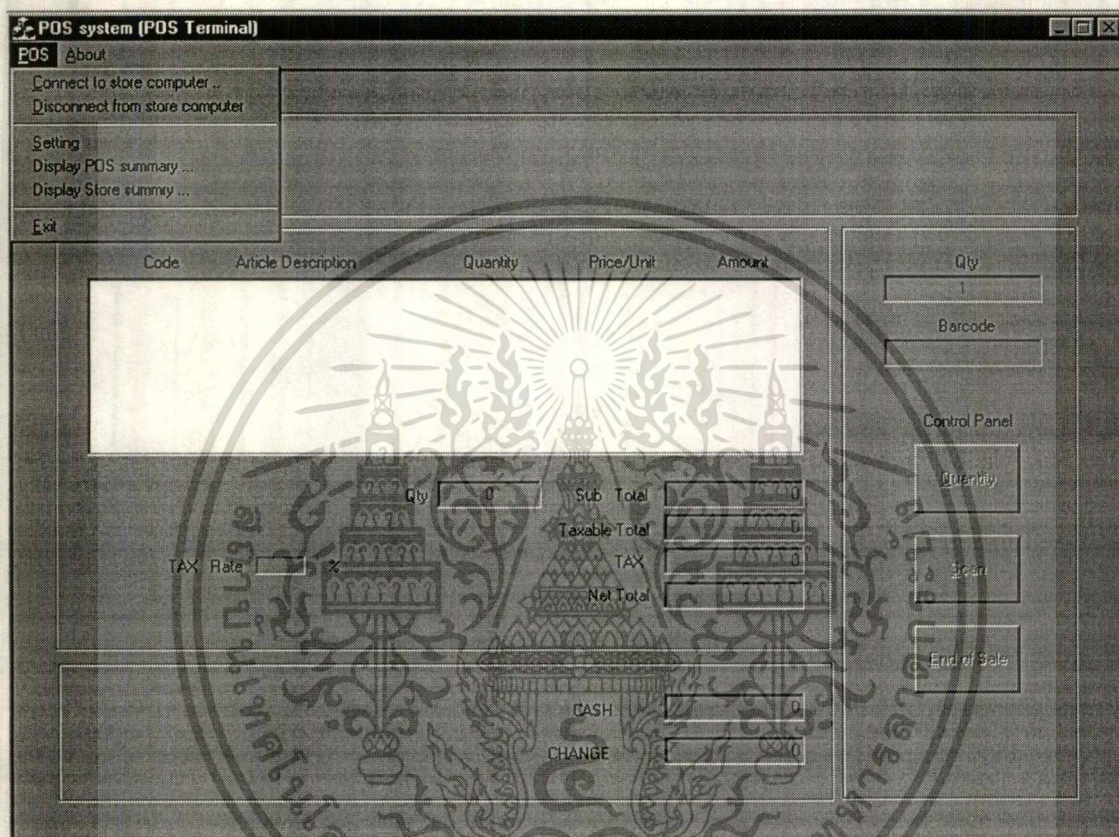 POS system (POS Terminal)
POS About
Connect to store computer ..
Disconnect from store computer
Setting
Display POS summary ...
Display Store summry ...
Exit
Code Article Description Quantity Price/Unit Amount
Qty
1
Barcode
Control Panel
Quantity
Scan
End of Sale
Qty 0 Sub Total 0
Taxable Total 0
TAX Rate % TAX 0
Net Total
CASH 0
CHANGE 0